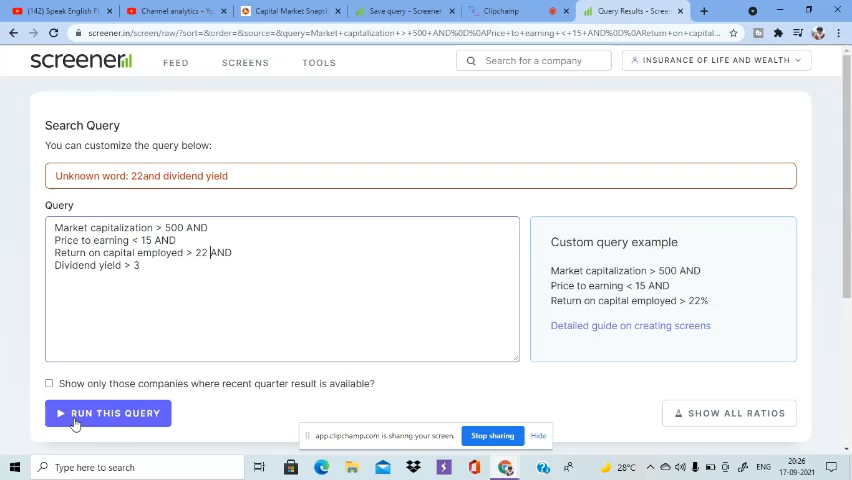 (142) Speak English F
Channel analytics - Yo
Capital Market Snaps
Save query - Screener
Clipchamp
Query Results - Scree
screener.in/screen/raw/?sort=&order=&source=&query=Market+capitalization+>+500+AND%0D%0APrice+to+earning+<+15+AND%0D%0AReturn+on+capital...
screener
FEED
SCREENS
TOOLS
Search for a company
INSURANCE OF LIFE AND WEALTH
Search Query
You can customize the query below:
Unknown word: 22and dividend yield
Query
Market capitalization > 500 AND
Price to earning < 15 AND
Return on capital employed > 22 AND
Dividend yield > 3
Custom query example
Market capitalization > 500 AND
Price to earning < 15 AND
Return on capital employed > 22%
Detailed guide on creating screens
Show only those companies where recent quarter result is available?
RUN THIS QUERY
SHOW ALL RATIOS
app.clipchamp.com is sharing your screen.
Stop sharing
Hide
Type here to search
28°C
ENG
20:26
17-09-2021